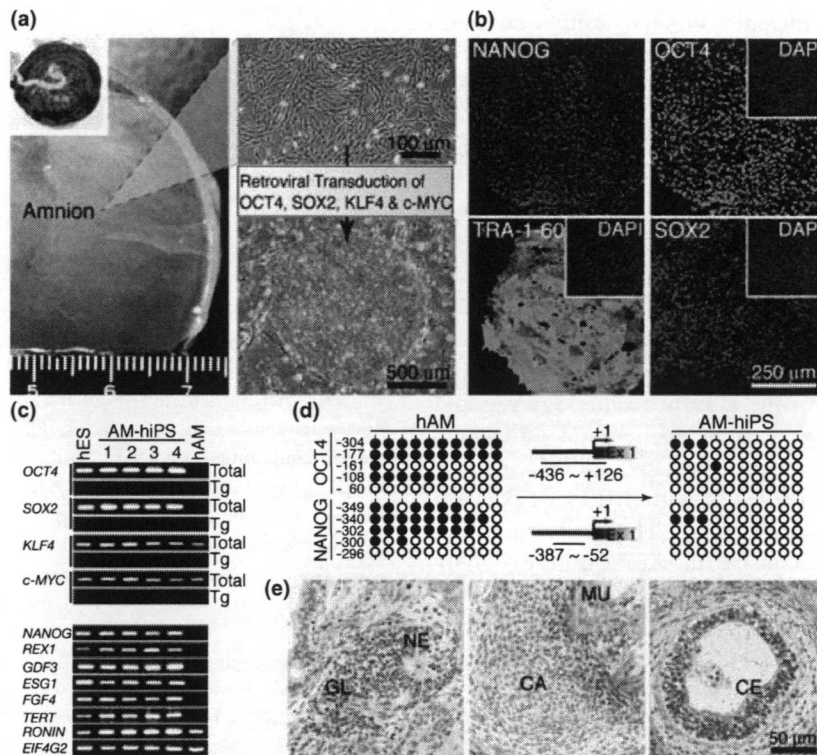 (a)
Amnion
5 6 7
100 µm
Retroviral Transduction of
OCT4, SOX2, KLF4 & c-MYC
500 µm
(b)
NANOG
OCT4
DAP
TRA-1-60
DAPI
SOX2
DAP
250 µm
(c)
hES
AM-hiPS
1 2 3 4
hAM
OCT4 Total
Tg
SOX2 Total
Tg
KLF4 Total
Tg
c-MYC Total
Tg
NANOG
REX1
GDF3
ESG1
FGF4
TERT
RONIN
EIF4G2
(d)
hAM
AM-hiPS
OCT4
-304
-177
-161
-108
- 60
+1
Ex 1
-436 ~ +126
NANOG
-349
-340
-302
-300
-296
+1
Ex 1
-387 ~ -52
(e)
NE
GL
MU
CA
CE
50 µm